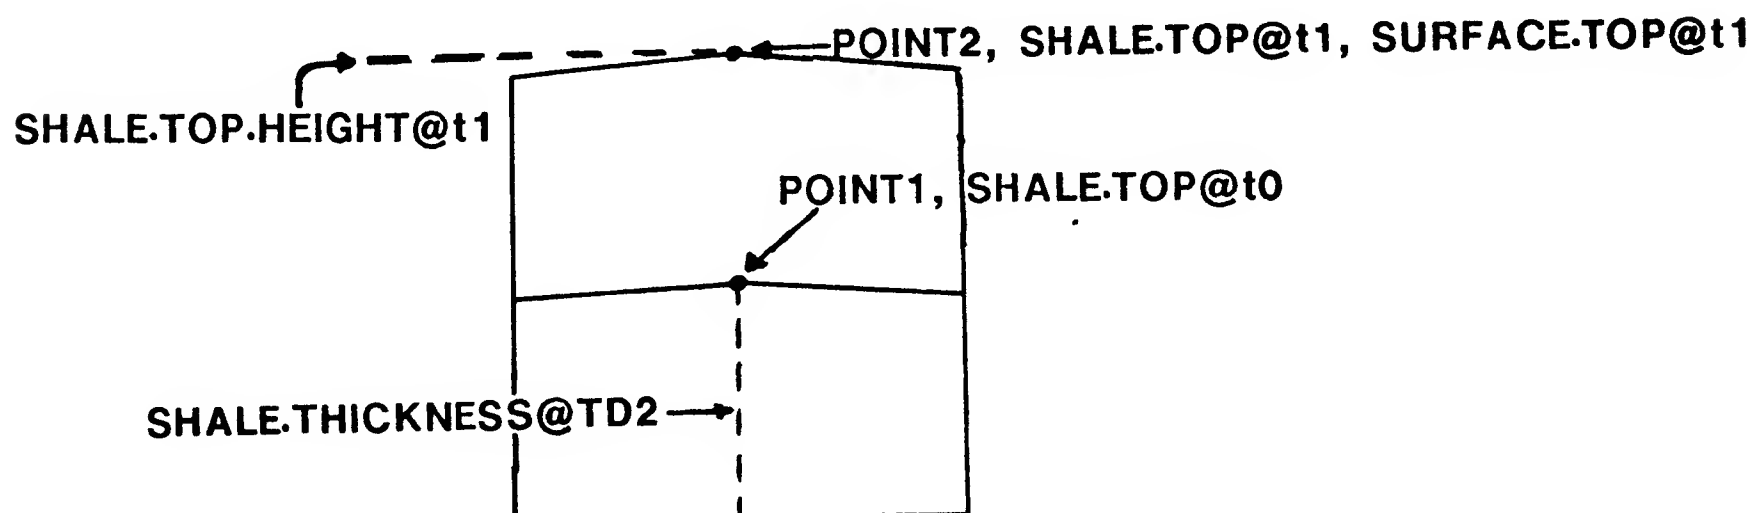 POINT2, SHALE.TOP@t1, SURFACE.TOP@t1
SHALE.TOP.HEIGHT@t1
POINT1, SHALE.TOP@t0
SHALE.THICKNESS@TD2